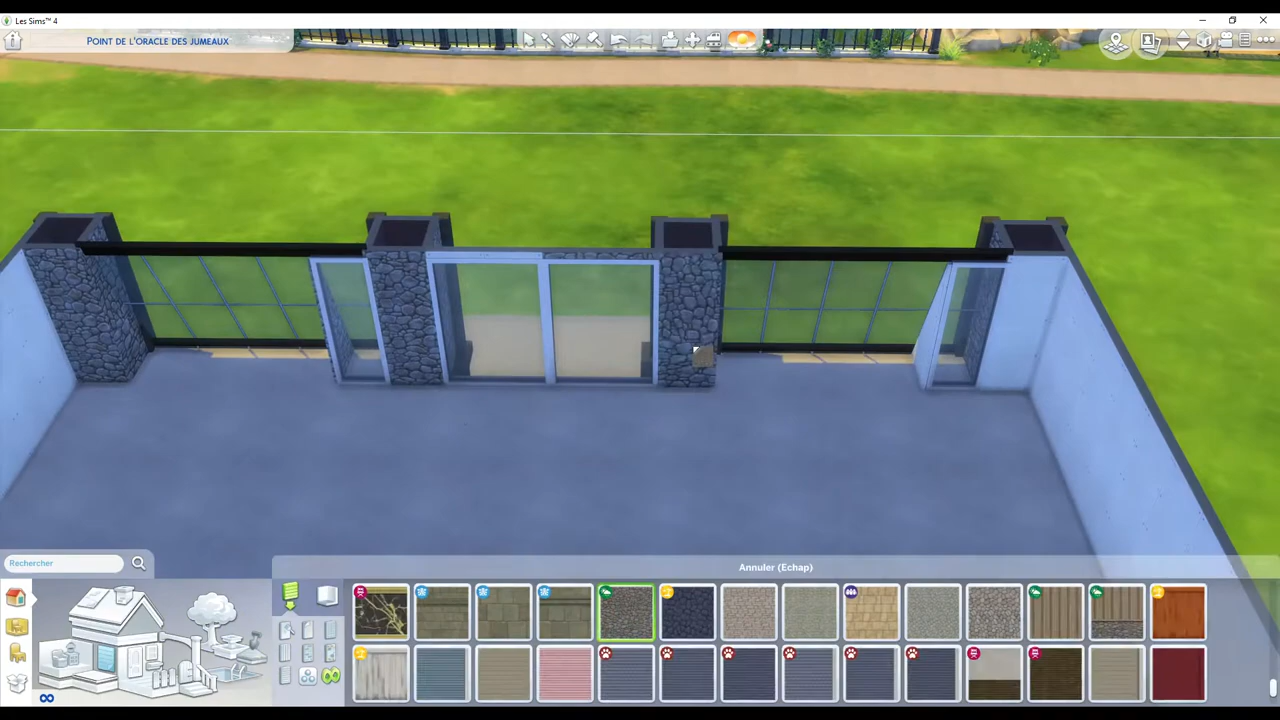 Les Sims™ 4
POINT DE L'ORACLE DES JUMEAUX
Rechercher
Annuler (Echap)